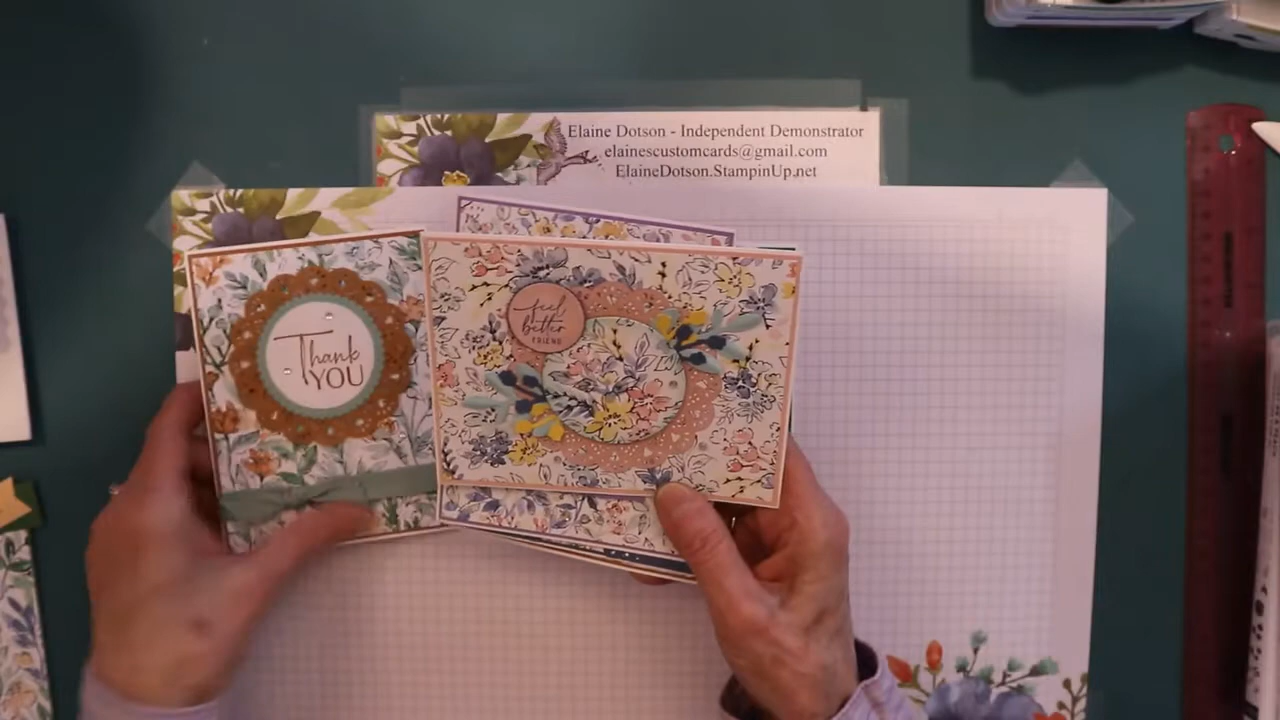 Elaine Dotson - Independent Demonstrator
elainescustomcards@gmail.com
ElaineDotson.StampinUp.net
Thank
YOU
feel
better
FRIEND